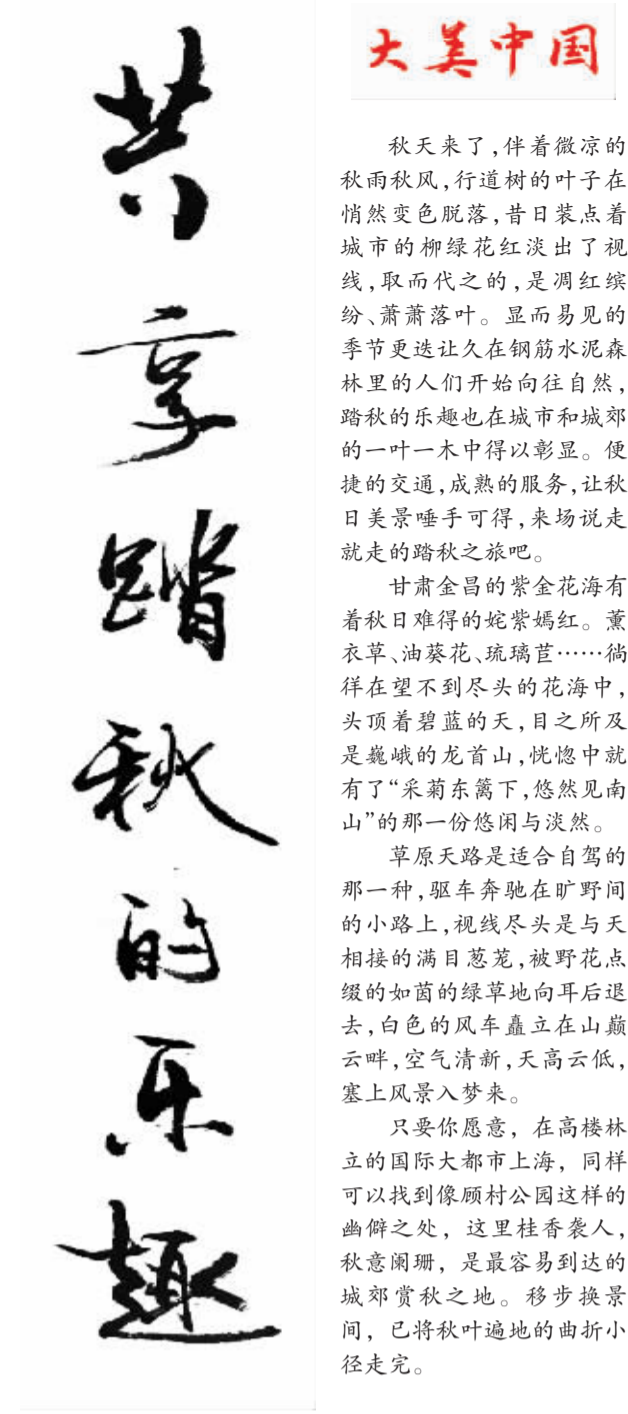 共享踏秋的乐趣
大美中国
秋天来了,伴着微凉的
秋雨秋风,行道树的叶子在
悄然变色脱落,昔日装点着
城市的柳绿花红淡出了视
线,取而代之的,是凋红缤
纷、萧萧落叶。显而易见的
季节更迭让久在钢筋水泥森
林里的人们开始向往自然,
踏秋的乐趣也在城市和城郊
的一叶一木中得以彰显。便
捷的交通,成熟的服务,让秋
日美景唾手可得,来场说走
就走的踏秋之旅吧。
甘肃金昌的紫金花海有
着秋日难得的姹紫嫣红。薰
衣草、油葵花、琉璃苣……徜
徉在望不到尽头的花海中,
头顶着碧蓝的天,目之所及
是巍峨的龙首山,恍惚中就
有了“采菊东篱下,悠然见南
山”的那一份悠闲与淡然。
草原天路是适合自驾的
那一种,驱车奔驰在旷野间
的小路上,视线尽头是与天
相接的满目葱茏,被野花点
缀的如茵的绿草地向耳后退
去,白色的风车矗立在山巅
云畔,空气清新,天高云低,
塞上风景入梦来。
只要你愿意，在高楼林
立的国际大都市上海，同样
可以找到像顾村公园这样的
幽僻之处，这里桂香袭人，
秋意阑珊，是最容易到达的
城郊赏秋之地。移步换景
间，已将秋叶遍地的曲折小
径走完。